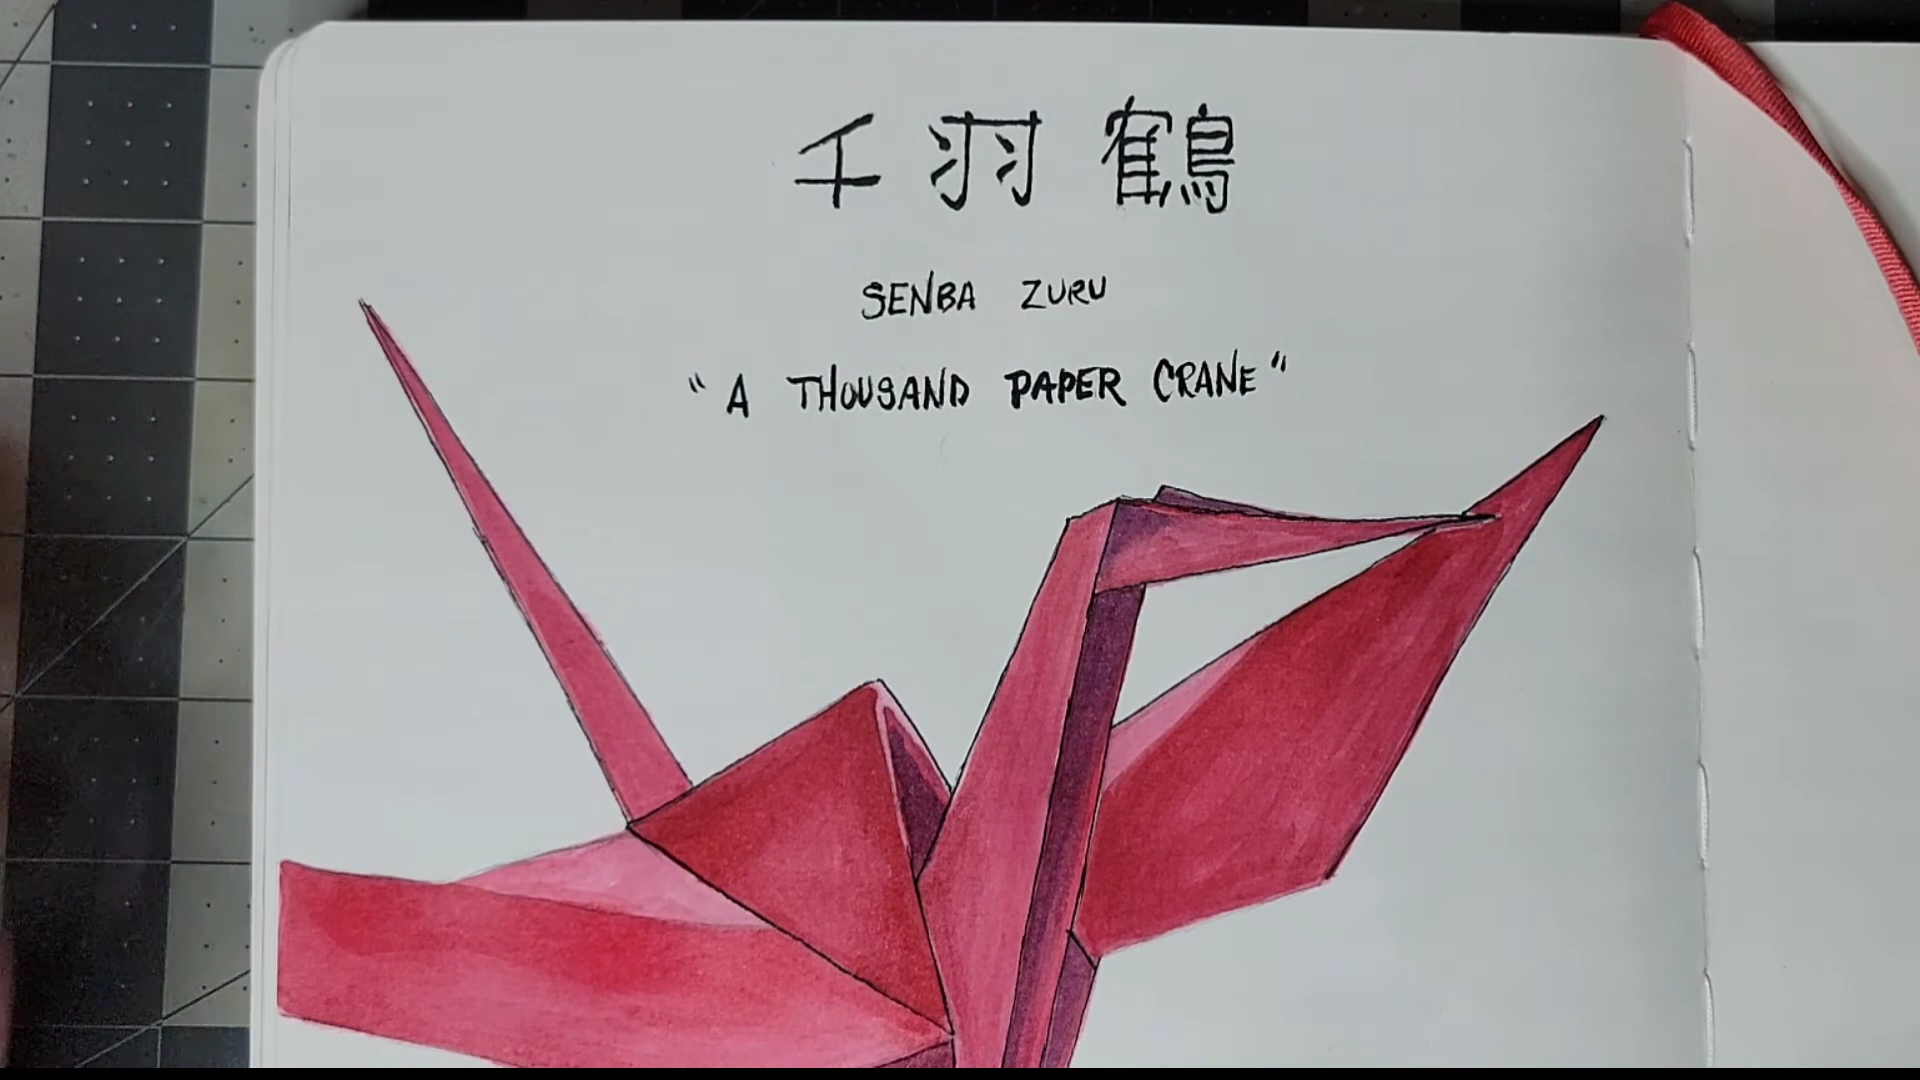 千羽鶴
SENBA ZURU
"A THOUSAND PAPER CRANE"